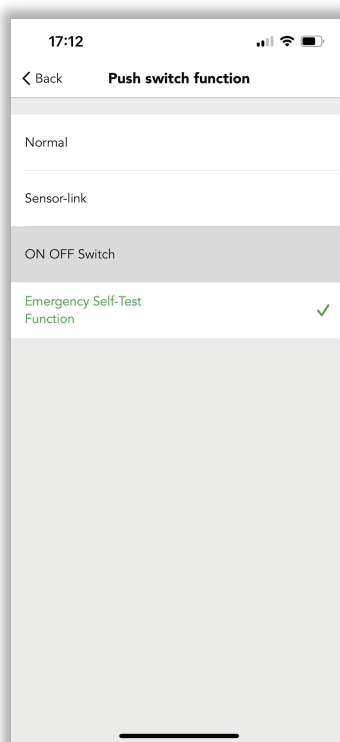 17:12
Back
Push switch function
Normal
Sensor-link
ON OFF Switch
Emergency Self-Test
Function